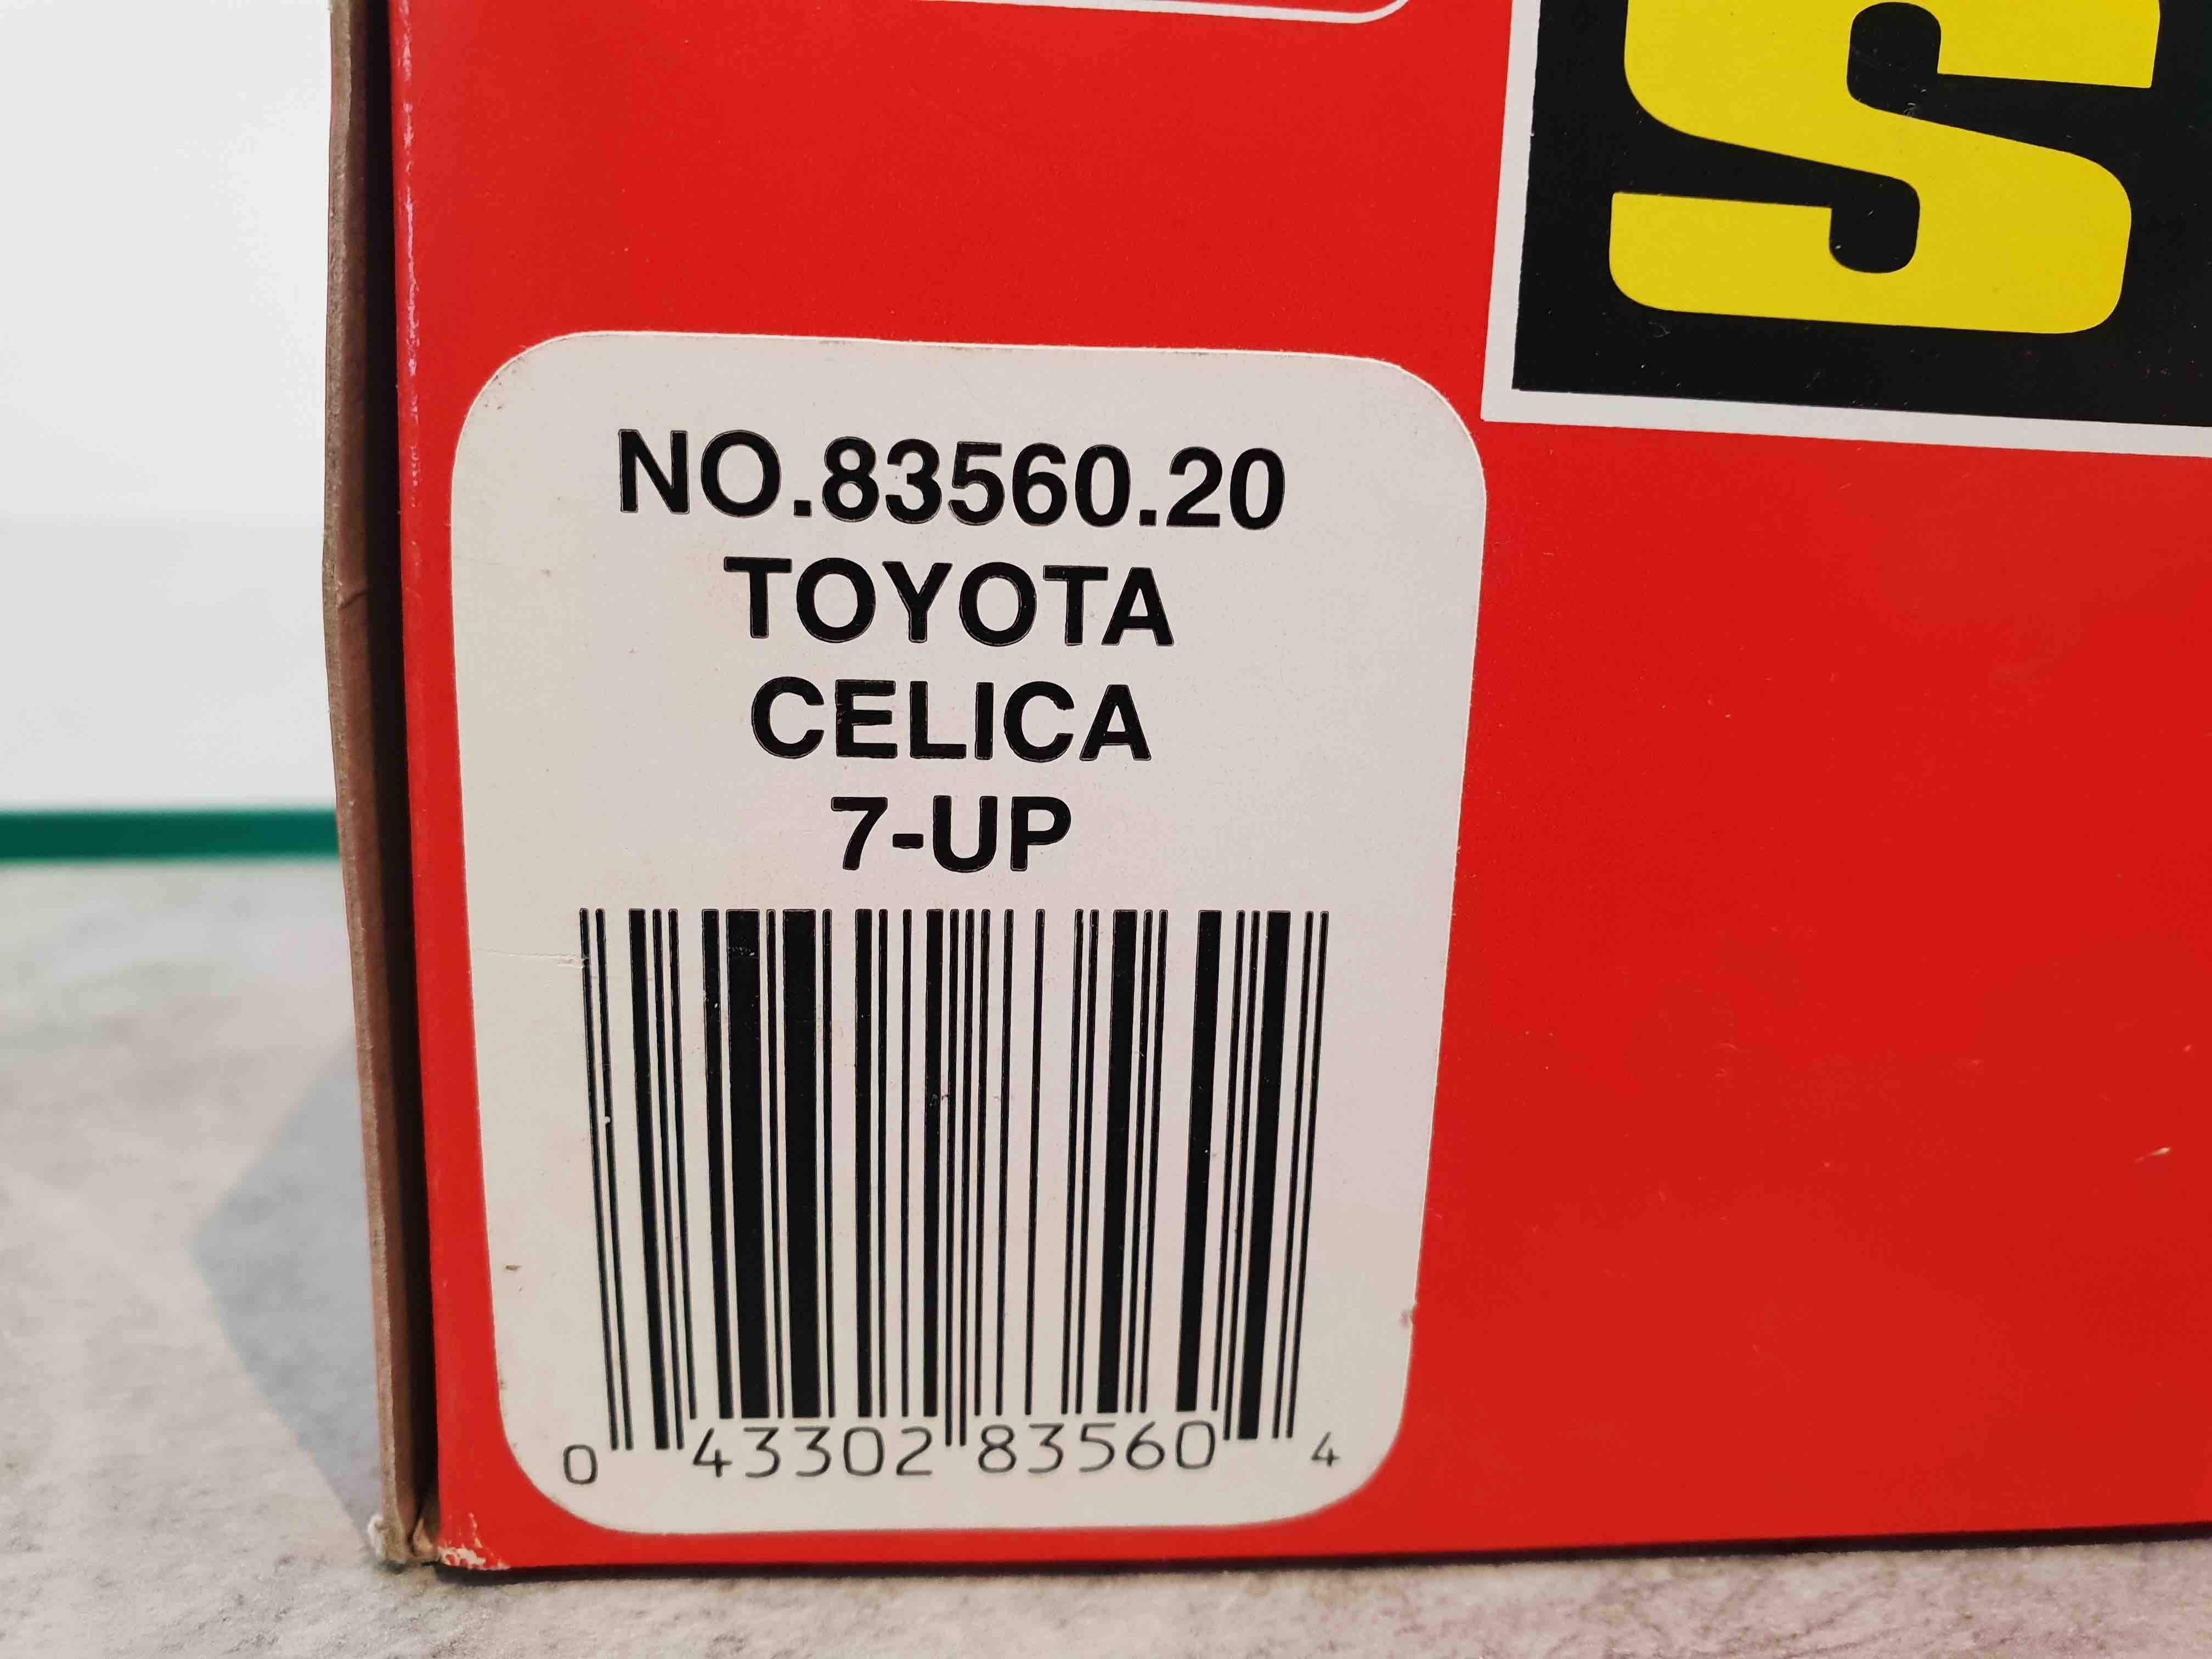 S
NO.83560.20
TOYOTA
CELICA
7-UP
0 43302 83560 4